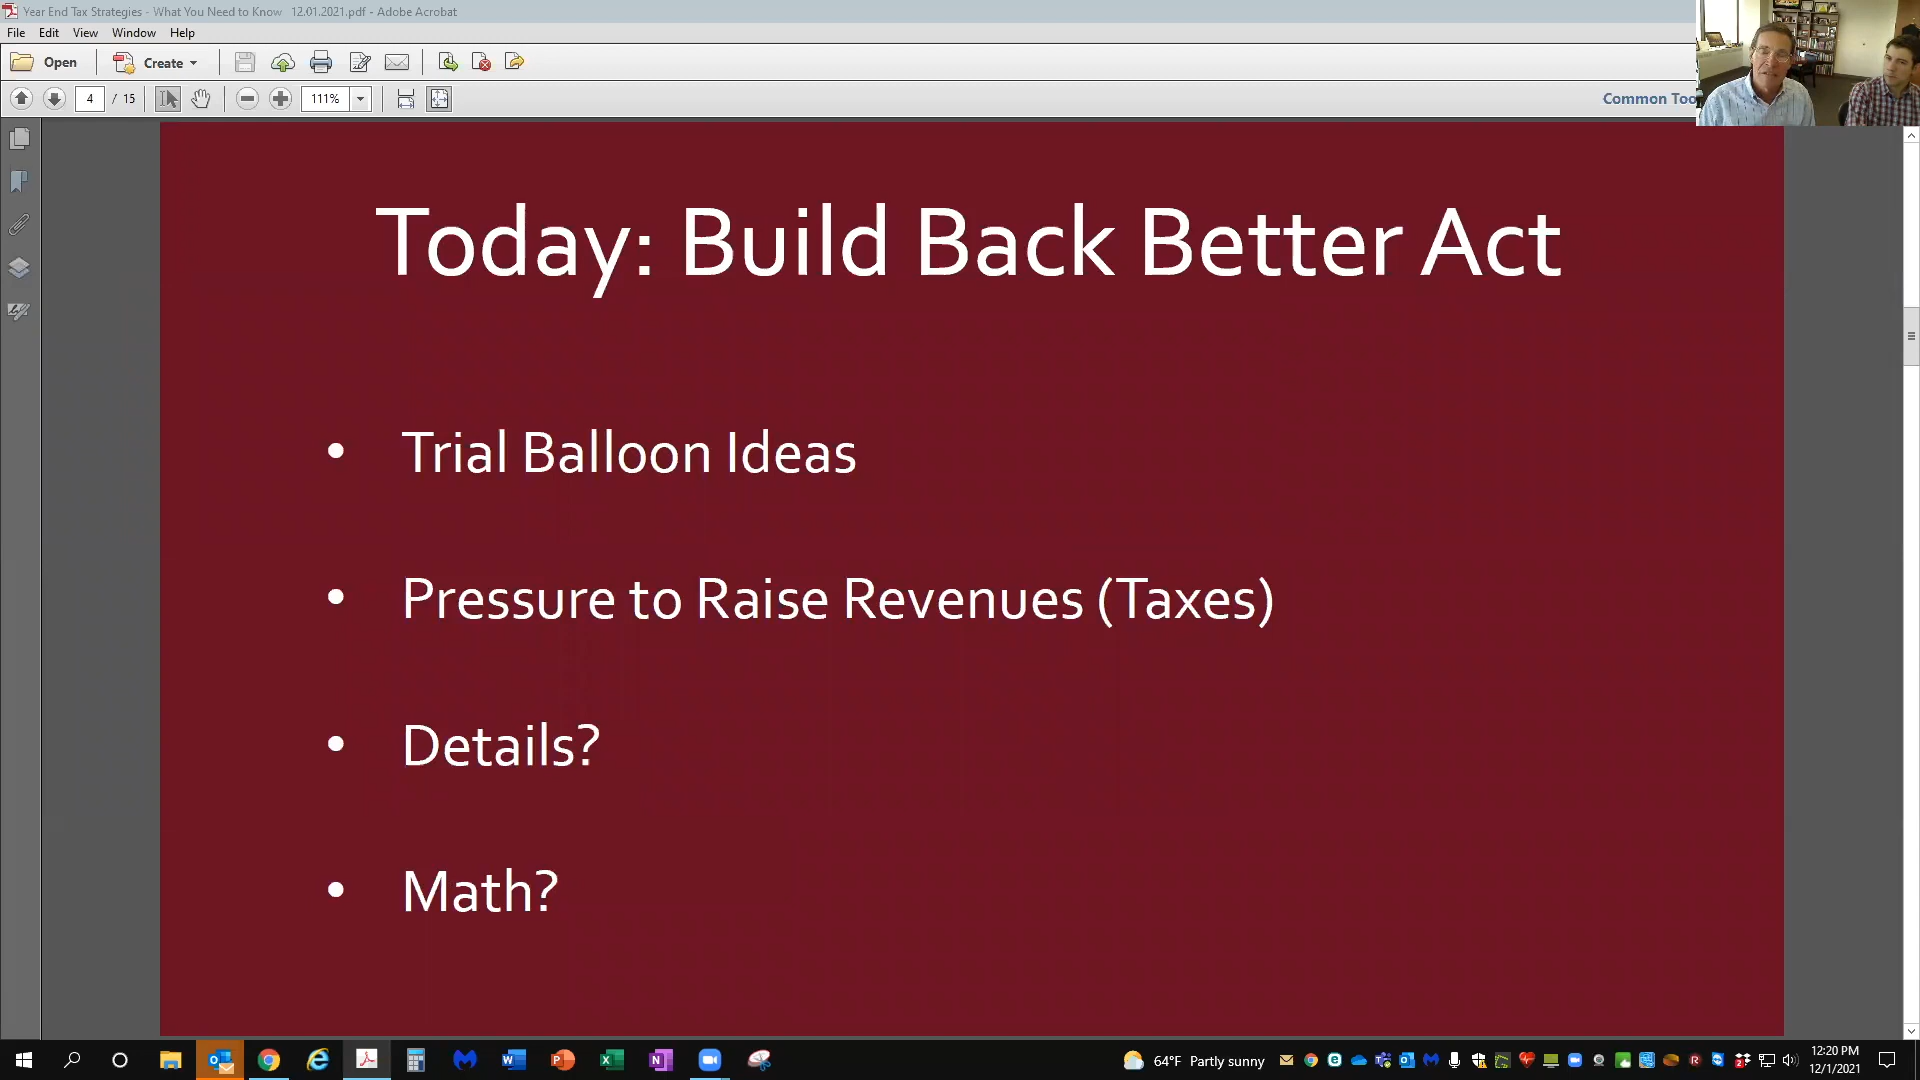 Year End Tax Strategies - What You Need to Know   12.01.2021.pdf - Adobe Acrobat
File   Edit   View   Window   Help
Open   Create
4   / 15   111%   Common Too
Today: Build Back Better Act
• Trial Balloon Ideas
• Pressure to Raise Revenues (Taxes)
• Details?
• Math?
64°F   Partly sunny   12:20 PM
12/1/2021